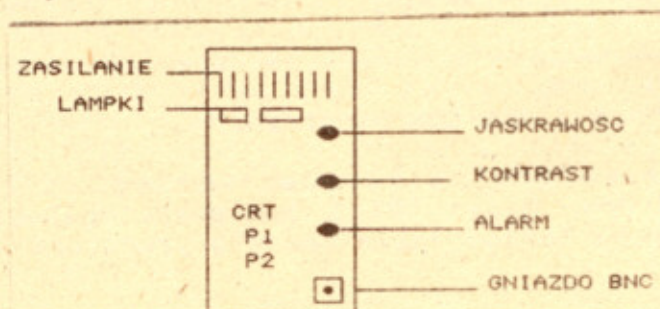 ZASILANIE
LAMPKI
JASKRAWOSC
KONTRAST
CRT
P1
P2
ALARM
GNIAZDO BNC